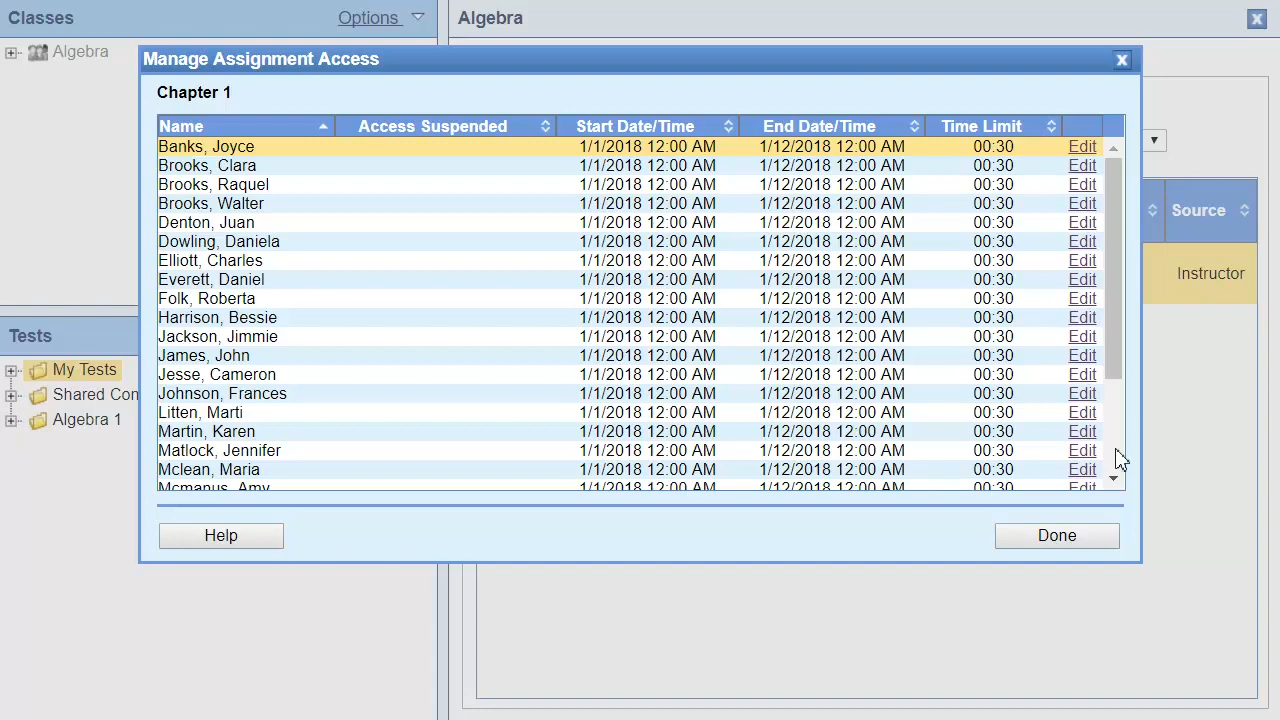 Classes Options Algebra x
Algebra
Manage Assignment Access x
Chapter 1
Name Access Suspended Start Date/Time End Date/Time Time Limit
Banks, Joyce 1/1/2018 12:00 AM 1/12/2018 12:00 AM 00:30 Edit
Brooks, Clara 1/1/2018 12:00 AM 1/12/2018 12:00 AM 00:30 Edit
Brooks, Raquel 1/1/2018 12:00 AM 1/12/2018 12:00 AM 00:30 Edit
Brooks, Walter 1/1/2018 12:00 AM 1/12/2018 12:00 AM 00:30 Edit
Denton, Juan 1/1/2018 12:00 AM 1/12/2018 12:00 AM 00:30 Edit
Dowling, Daniela 1/1/2018 12:00 AM 1/12/2018 12:00 AM 00:30 Edit
Elliott, Charles 1/1/2018 12:00 AM 1/12/2018 12:00 AM 00:30 Edit
Everett, Daniel 1/1/2018 12:00 AM 1/12/2018 12:00 AM 00:30 Edit
Folk, Roberta 1/1/2018 12:00 AM 1/12/2018 12:00 AM 00:30 Edit
Harrison, Bessie 1/1/2018 12:00 AM 1/12/2018 12:00 AM 00:30 Edit
Jackson, Jimmie 1/1/2018 12:00 AM 1/12/2018 12:00 AM 00:30 Edit
James, John 1/1/2018 12:00 AM 1/12/2018 12:00 AM 00:30 Edit
Jesse, Cameron 1/1/2018 12:00 AM 1/12/2018 12:00 AM 00:30 Edit
Johnson, Frances 1/1/2018 12:00 AM 1/12/2018 12:00 AM 00:30 Edit
Litten, Marti 1/1/2018 12:00 AM 1/12/2018 12:00 AM 00:30 Edit
Martin, Karen 1/1/2018 12:00 AM 1/12/2018 12:00 AM 00:30 Edit
Matlock, Jennifer 1/1/2018 12:00 AM 1/12/2018 12:00 AM 00:30 Edit
Mclean, Maria 1/1/2018 12:00 AM 1/12/2018 12:00 AM 00:30 Edit
Mcmanus, Amy 1/1/2018 12:00 AM 1/12/2018 12:00 AM 00:30 Edit
Help Done
Source
Instructor
Tests
My Tests
Shared Con
Algebra 1